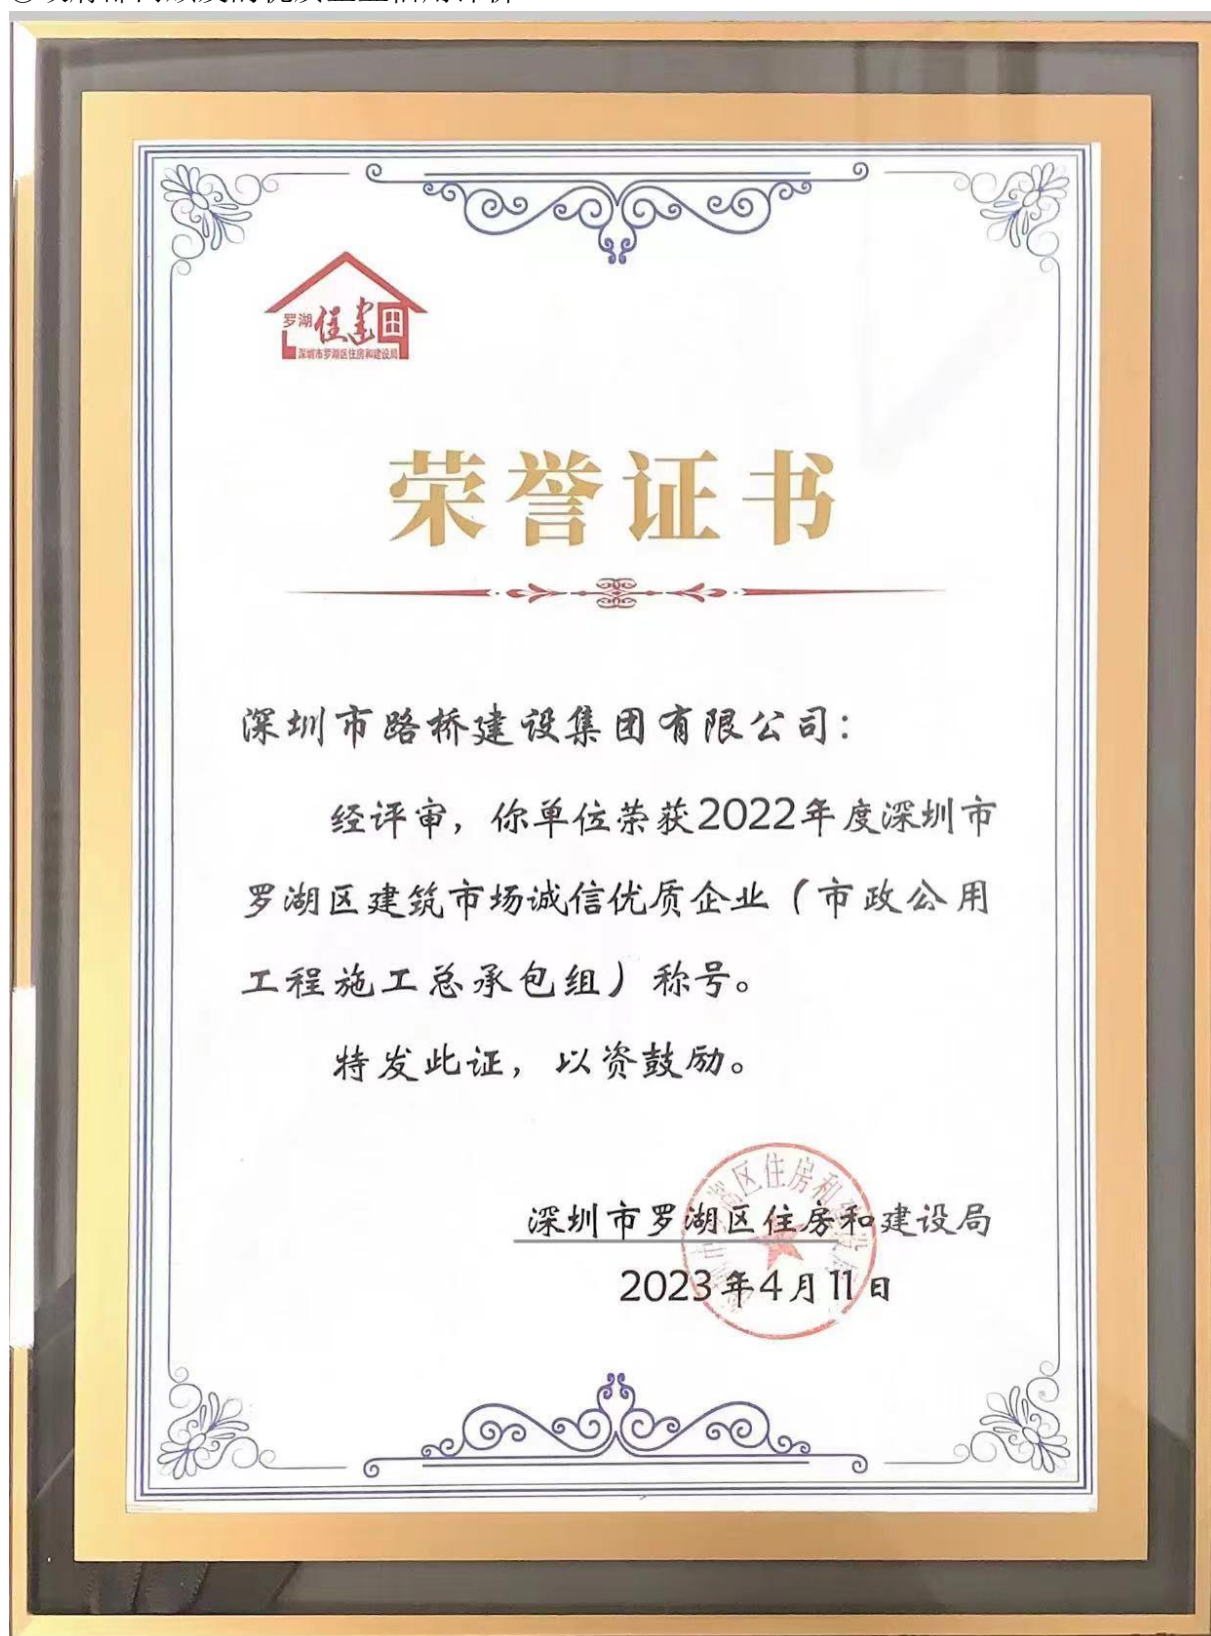 罗湖住建
深圳市罗湖区住房和建设局
荣誉证书
深圳市路桥建设集团有限公司：
经评审，你单位荣获2022年度深圳市
罗湖区建筑市场诚信优质企业（市政公用
工程施工总承包组）称号。
特发此证，以资鼓励。
深圳市罗湖区住房和建设局
2023年4月11日